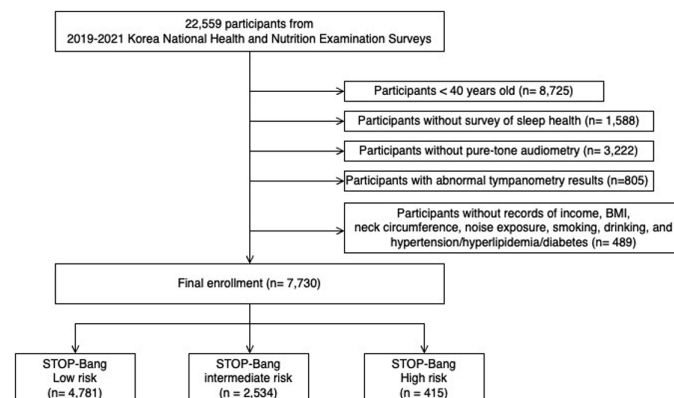 22,559 participants from
2019-2021 Korea National Health and Nutrition Examination Surveys
Participants < 40 years old (n= 8,725)
Participants without survey of sleep health (n= 1,588)
Participants without pure-tone audiometry (n= 3,222)
Participants with abnormal tympanometry results (n=805)
Participants without records of income, BMI,
neck circumference, noise exposure, smoking, drinking, and
hypertension/hyperlipidemia/diabetes (n= 489)
Final enrollment (n= 7,730)
STOP-Bang
Low risk
(n= 4,781)
STOP-Bang
intermediate risk
(n = 2,534)
STOP-Bang
High risk
(n = 415)